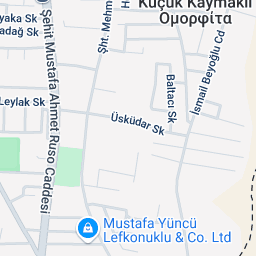 Küçük Kaymaklı
Ομορφίτα
yaka Sk
adağ Sk
Şehit Mustafa Ahmet Ruso Caddesi
Şht. Mehm
Baltacı Sk
İsmail Beyoğlu Cd
Leylak Sk
Üsküdar Sk
Mustafa Yüncü
Lefkonuklu & Co. Ltd